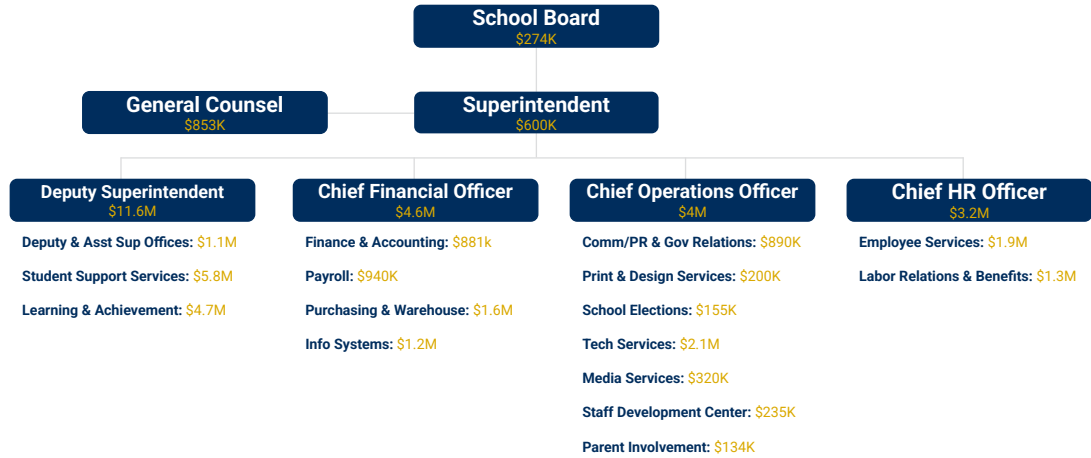 School Board
$274K
General Counsel
$853K
Superintendent
$600K
Deputy Superintendent
$11.6M
Deputy & Asst Sup Offices: $1.1M
Student Support Services: $5.8M
Learning & Achievement: $4.7M
Chief Financial Officer
$4.6M
Finance & Accounting: $881k
Payroll: $940K
Purchasing & Warehouse: $1.6M
Info Systems: $1.2M
Chief Operations Officer
$4M
Comm/PR & Gov Relations: $890K
Print & Design Services: $200K
School Elections: $155K
Tech Services: $2.1M
Media Services: $320K
Staff Development Center: $235K
Parent Involvement: $134K
Chief HR Officer
$3.2M
Employee Services: $1.9M
Labor Relations & Benefits: $1.3M